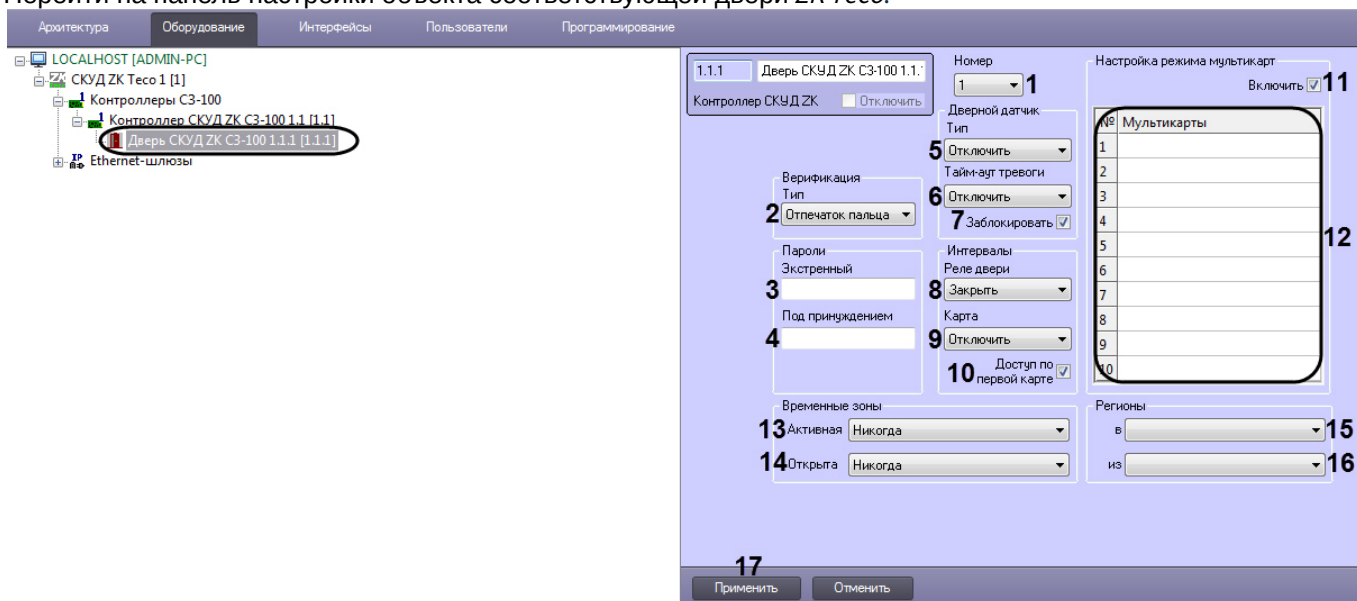 Перейти на панель настройки объекта соответствующей двери ZK Teco.
Архитектура Оборудование Интерфейсы Пользователи Программирование
LOCALHOST [ADMIN-PC]
СКУД ZK Teco 1 [1]
Контроллеры C3-100
Контроллер СКУД ZK C3-100 1.1 [1.1]
Дверь СКУД ZK C3-100 1.1.1 [1.1.1]
Ethernet-шлюзы
1.1.1 Дверь СКУД ZK C3-100 1.1.
Контроллер СКУД ZK Отключить
Номер
1 1
Дверной датчик
Тип
5 Отключить
Тайм-аут тревоги
6 Отключить
7 Заблокировать
Верификация
Тип
2 Отпечаток пальца
Пароли
Экстренный
3
Под принуждением
4
Интервалы
Реле двери
8 Закрыть
Карта
9 Отключить
10 Доступ по
первой карте
Настройка режима мультикарт
Включить 11
№ Мультикарты
1
2
3
4
5
6
7
8
9
10
12
Временные зоны
13 Активная Никогда
14 Открыта Никогда
Регионы
в 15
из 16
17
Применить Отменить